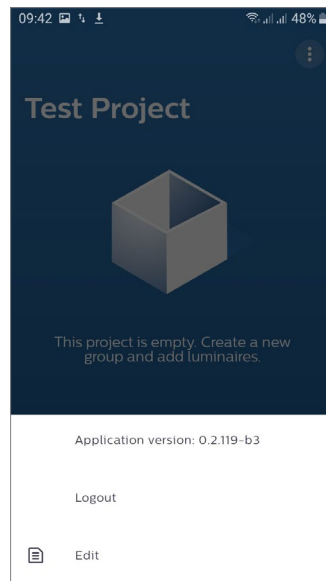 09:42 48%
Test Project
This project is empty. Create a new
group and add luminaires.
Application version: 0.2.119-b3
Logout
Edit